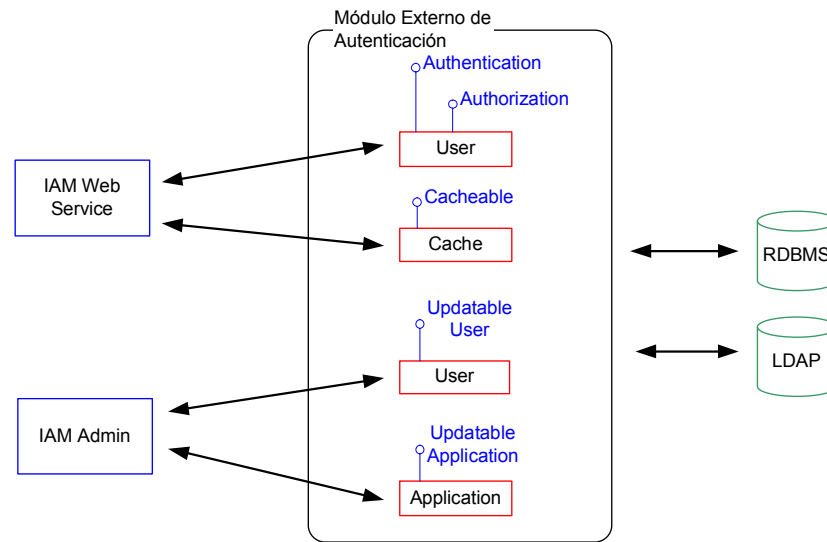 Módulo Externo de
Autenticación
Authentication
Authorization
User
IAM Web
Service
Cacheable
Cache
RDBMS
Updatable
User
User
LDAP
IAM Admin
Updatable
Application
Application